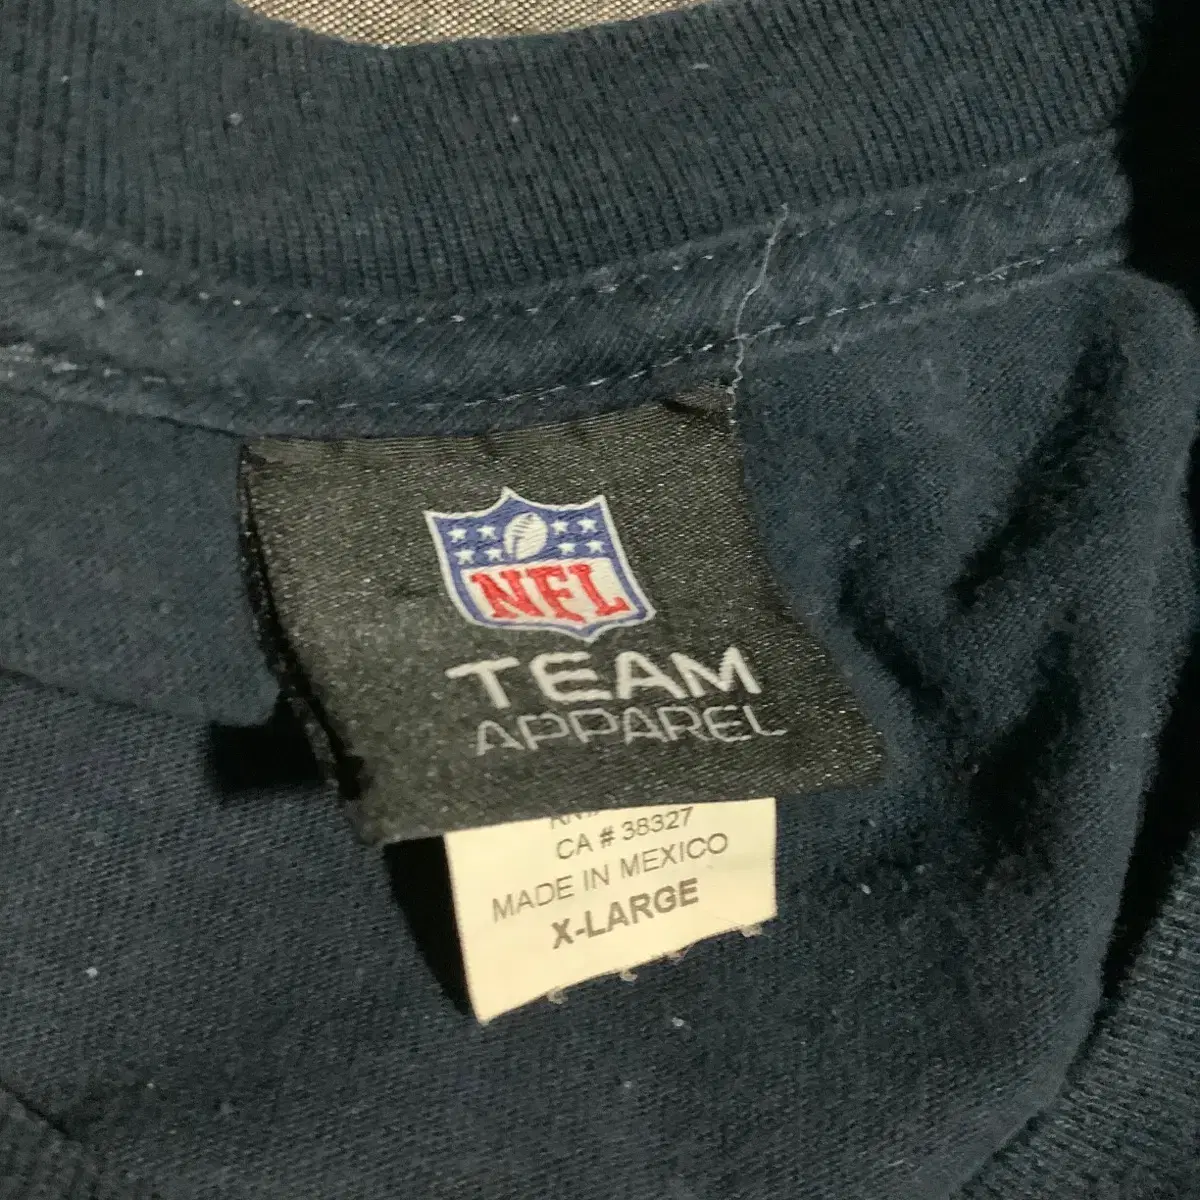 NFL
TEAM
APPAREL
CA # 38327
MADE IN MEXICO
X-LARGE